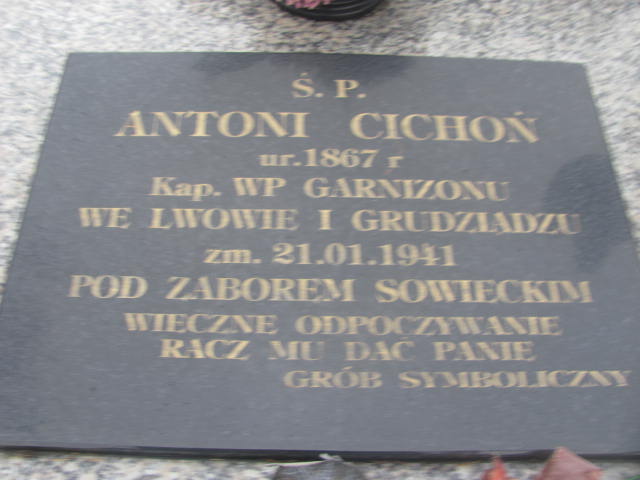 Ś. P.
ANTONI CICHOŃ
ur.1867 r
Kap. WP GARNIZONU
WE LWOWIE I GRUDZIĄDZU
zm. 21.01.1941
POD ZABOREM SOWIECKIM
WIECZNE ODPOCZYWANIE
RACZ MU DAĆ PANIE
GRÓB SYMBOLICZNY